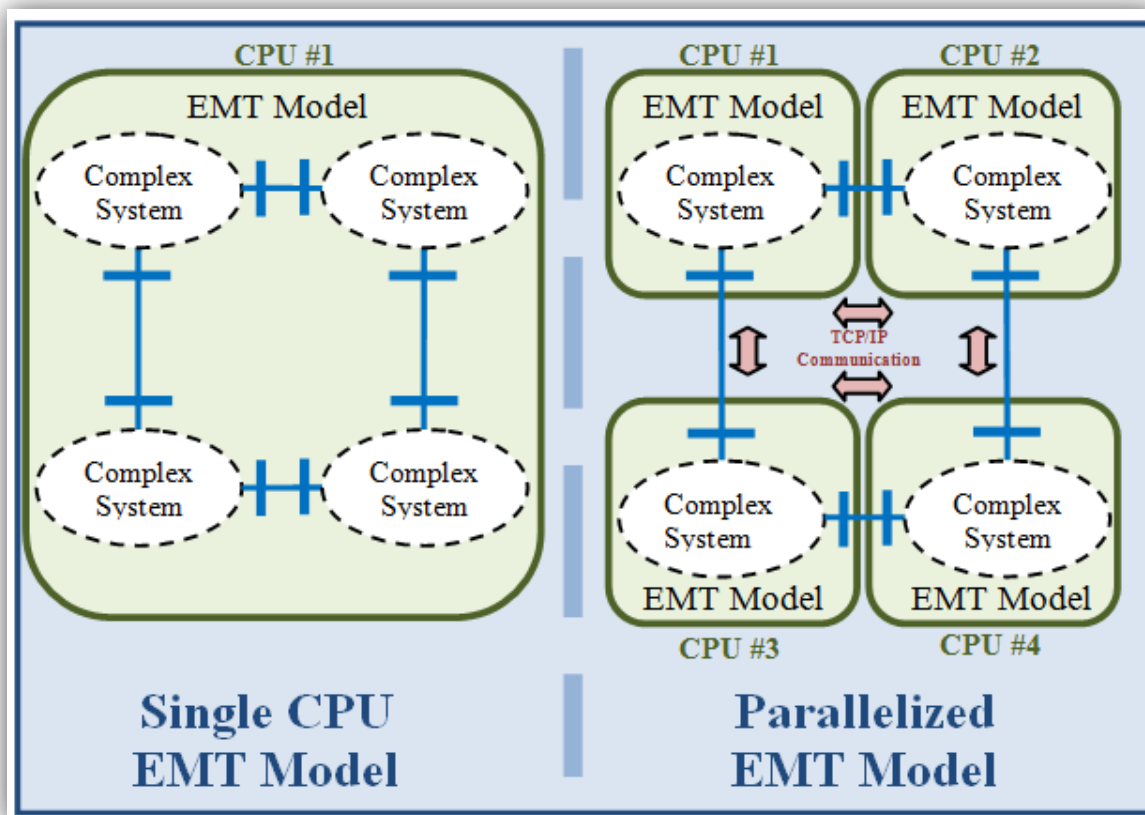 CPU #1
EMT Model
Complex
System
Complex
System
Complex
System
Complex
System
Single CPU
EMT Model
CPU #1
CPU #2
EMT Model
EMT Model
Complex
System
Complex
System
TCP/IP
Communication
Complex
System
Complex
System
EMT Model
EMT Model
CPU #3
CPU #4
Parallelized
EMT Model